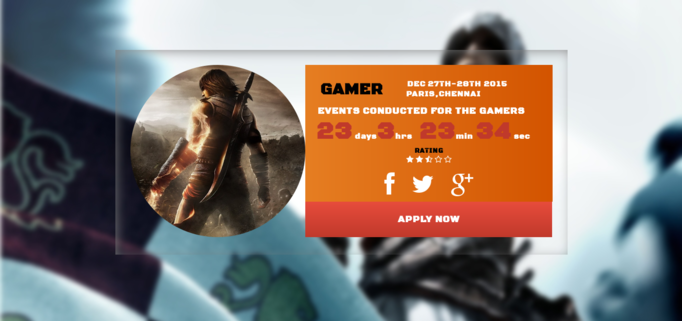 GAMER
DEC 27TH-28TH 2015
PARIS,CHENNAI
EVENTS CONDUCTED FOR THE GAMERS
23 days 3 hrs 23 min 34 sec
RATING
APPLY NOW